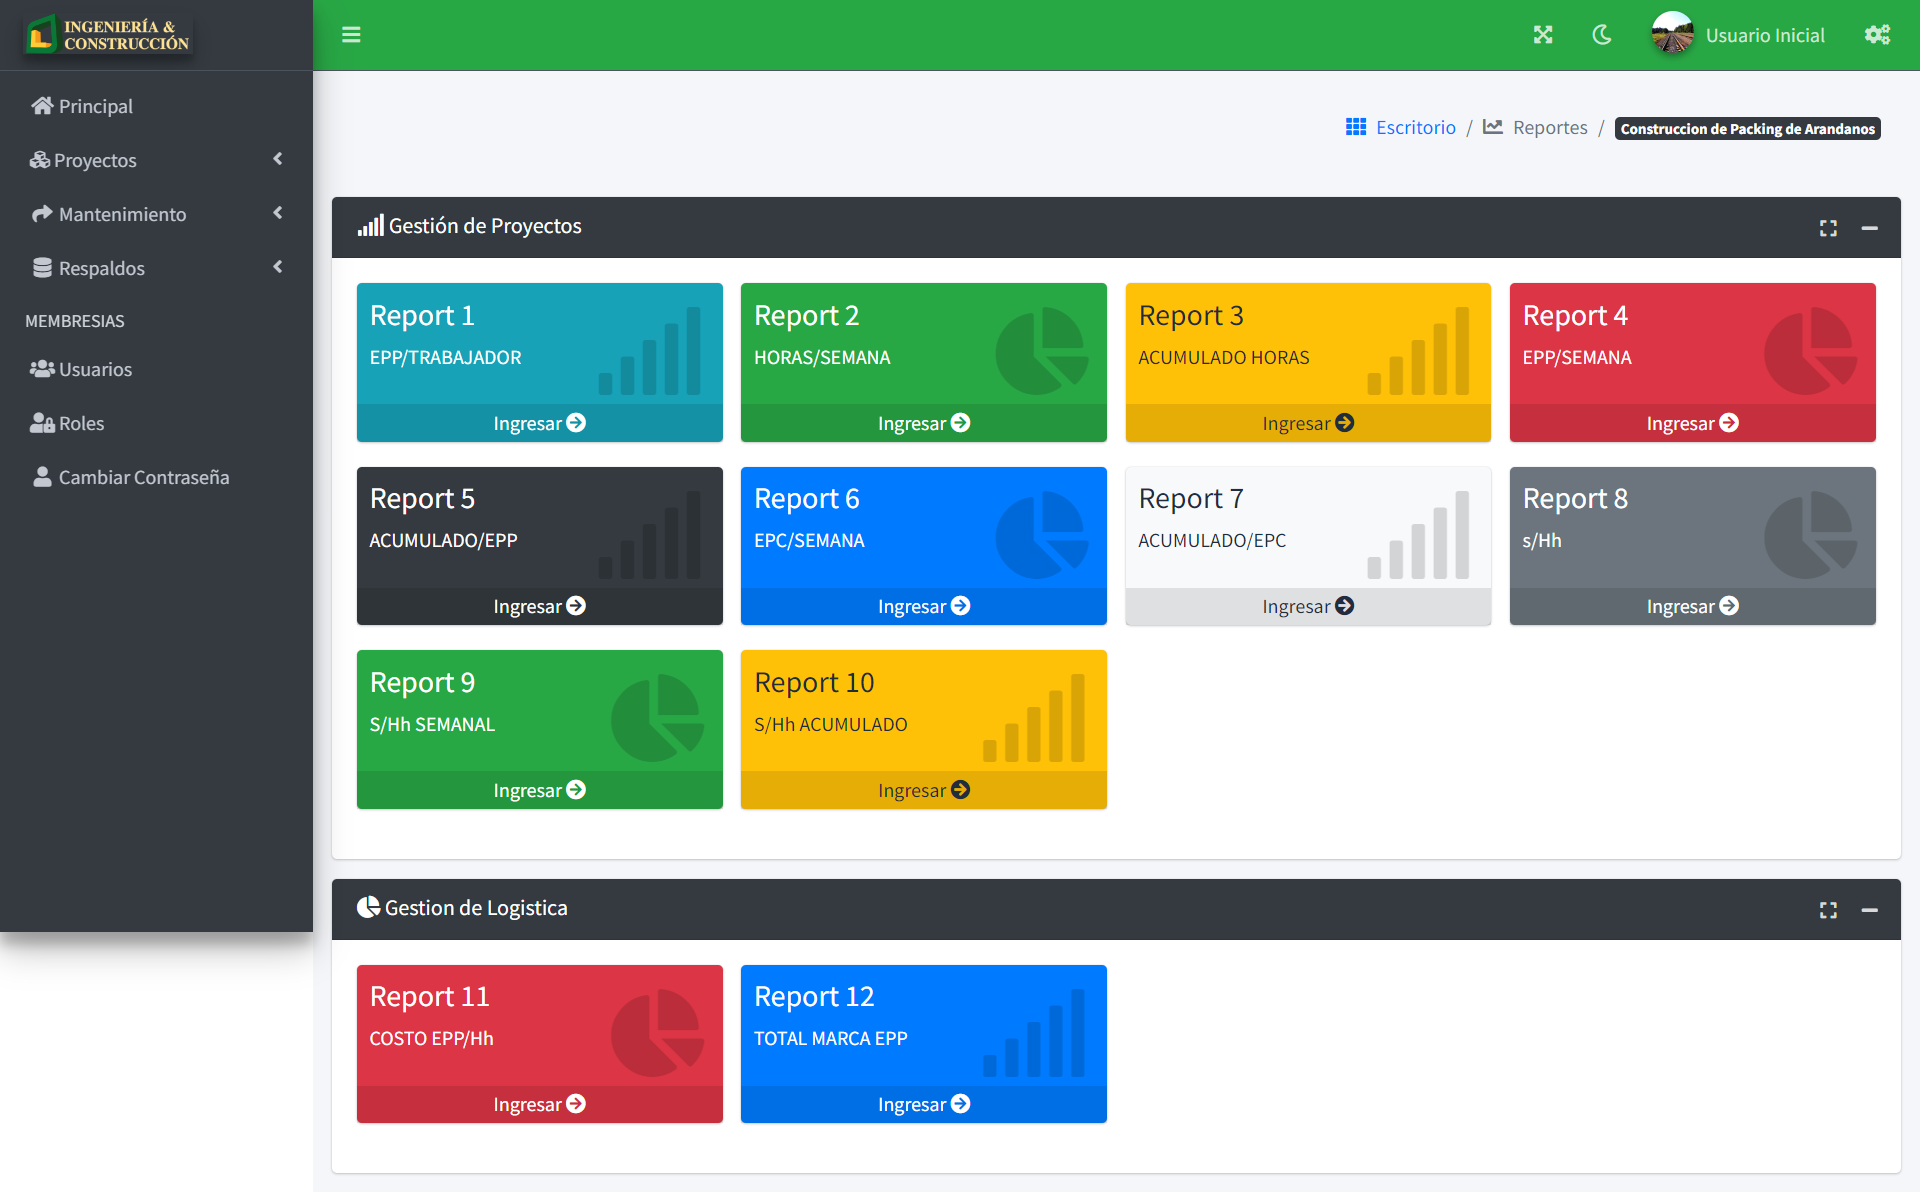 INGENIERÍA &
CONSTRUCCIÓN
Usuario Inicial
Principal
Proyectos
Mantenimiento
Respaldos
MEMBRESIAS
Usuarios
Roles
Cambiar Contraseña
Escritorio / Reportes / Construccion de Packing de Arandanos
Gestión de Proyectos
Report 1
EPP/TRABAJADOR
Ingresar
Report 2
HORAS/SEMANA
Ingresar
Report 3
ACUMULADO HORAS
Ingresar
Report 4
EPP/SEMANA
Ingresar
Report 5
ACUMULADO/EPP
Ingresar
Report 6
EPC/SEMANA
Ingresar
Report 7
ACUMULADO/EPC
Ingresar
Report 8
s/Hh
Ingresar
Report 9
S/Hh SEMANAL
Ingresar
Report 10
S/Hh ACUMULADO
Ingresar
Gestion de Logistica
Report 11
COSTO EPP/Hh
Ingresar
Report 12
TOTAL MARCA EPP
Ingresar